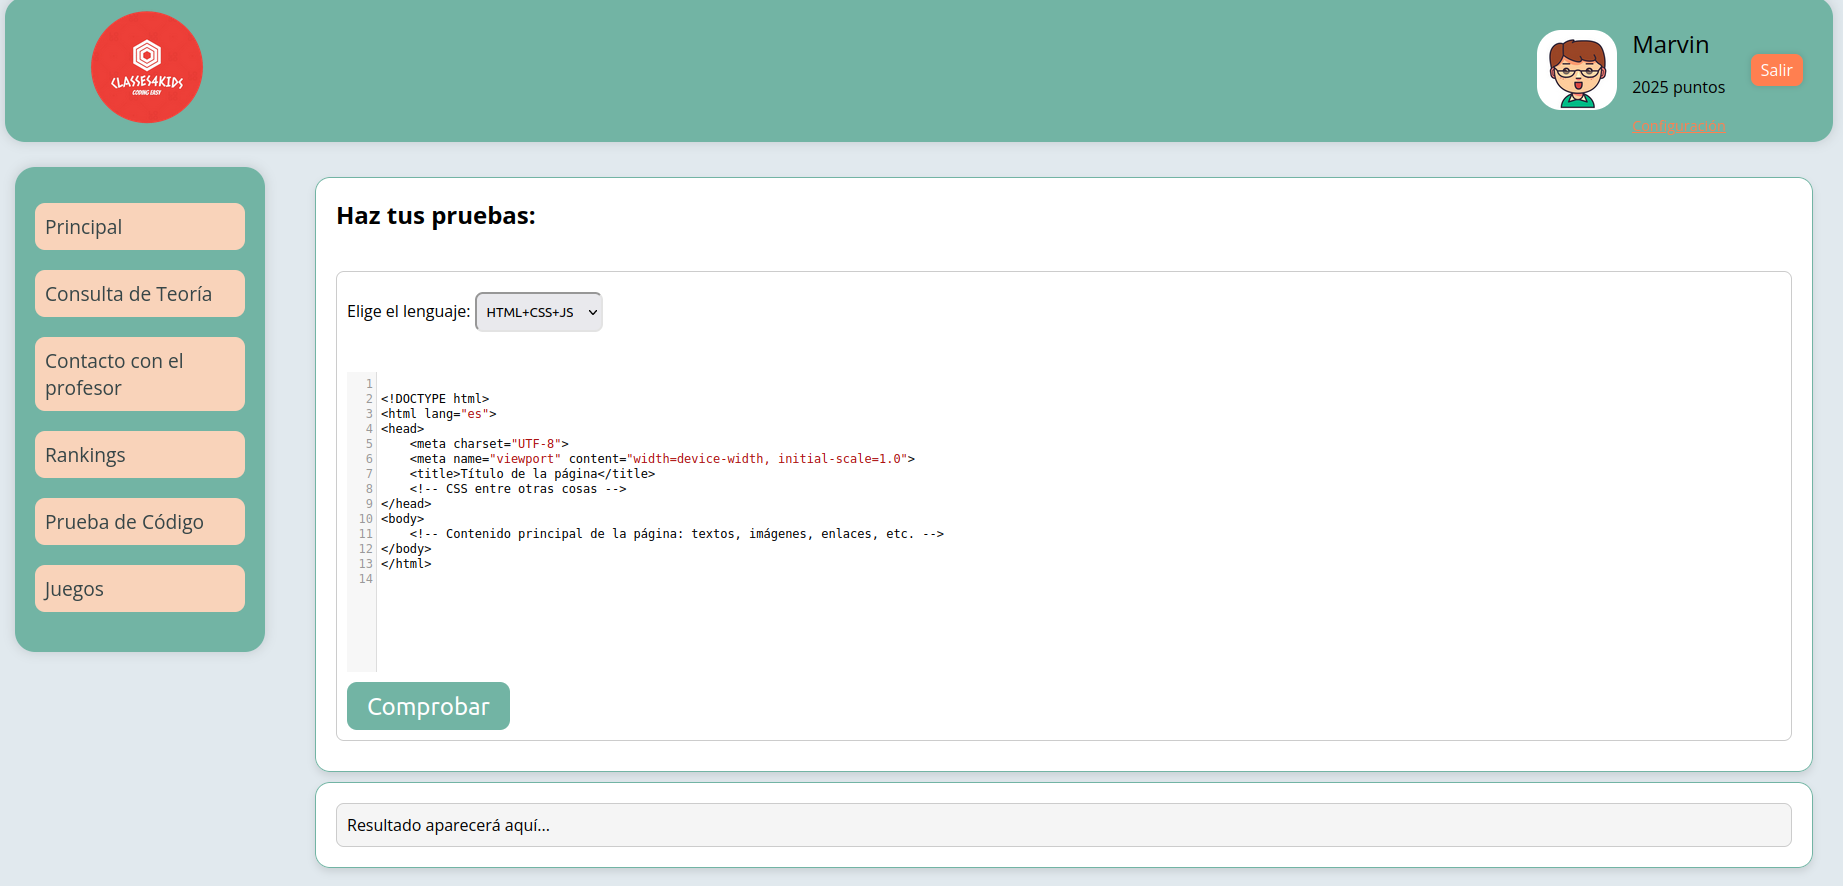 CLASSES4KIDS
CODING EASY
Marvin
2025 puntos
Configuración
Salir
Principal
Consulta de Teoría
Contacto con el
profesor
Rankings
Prueba de Código
Juegos
Haz tus pruebas:
Elige el lenguaje: HTML+CSS+JS
1
2 <!DOCTYPE html>
3 <html lang="es">
4 <head>
5     <meta charset="UTF-8">
6     <meta name="viewport" content="width=device-width, initial-scale=1.0">
7     <title>Título de la página</title>
8     <!-- CSS entre otras cosas -->
9 </head>
10 <body>
11     <!-- Contenido principal de la página: textos, imágenes, enlaces, etc. -->
12 </body>
13 </html>
14
Comprobar
Resultado aparecerá aquí...